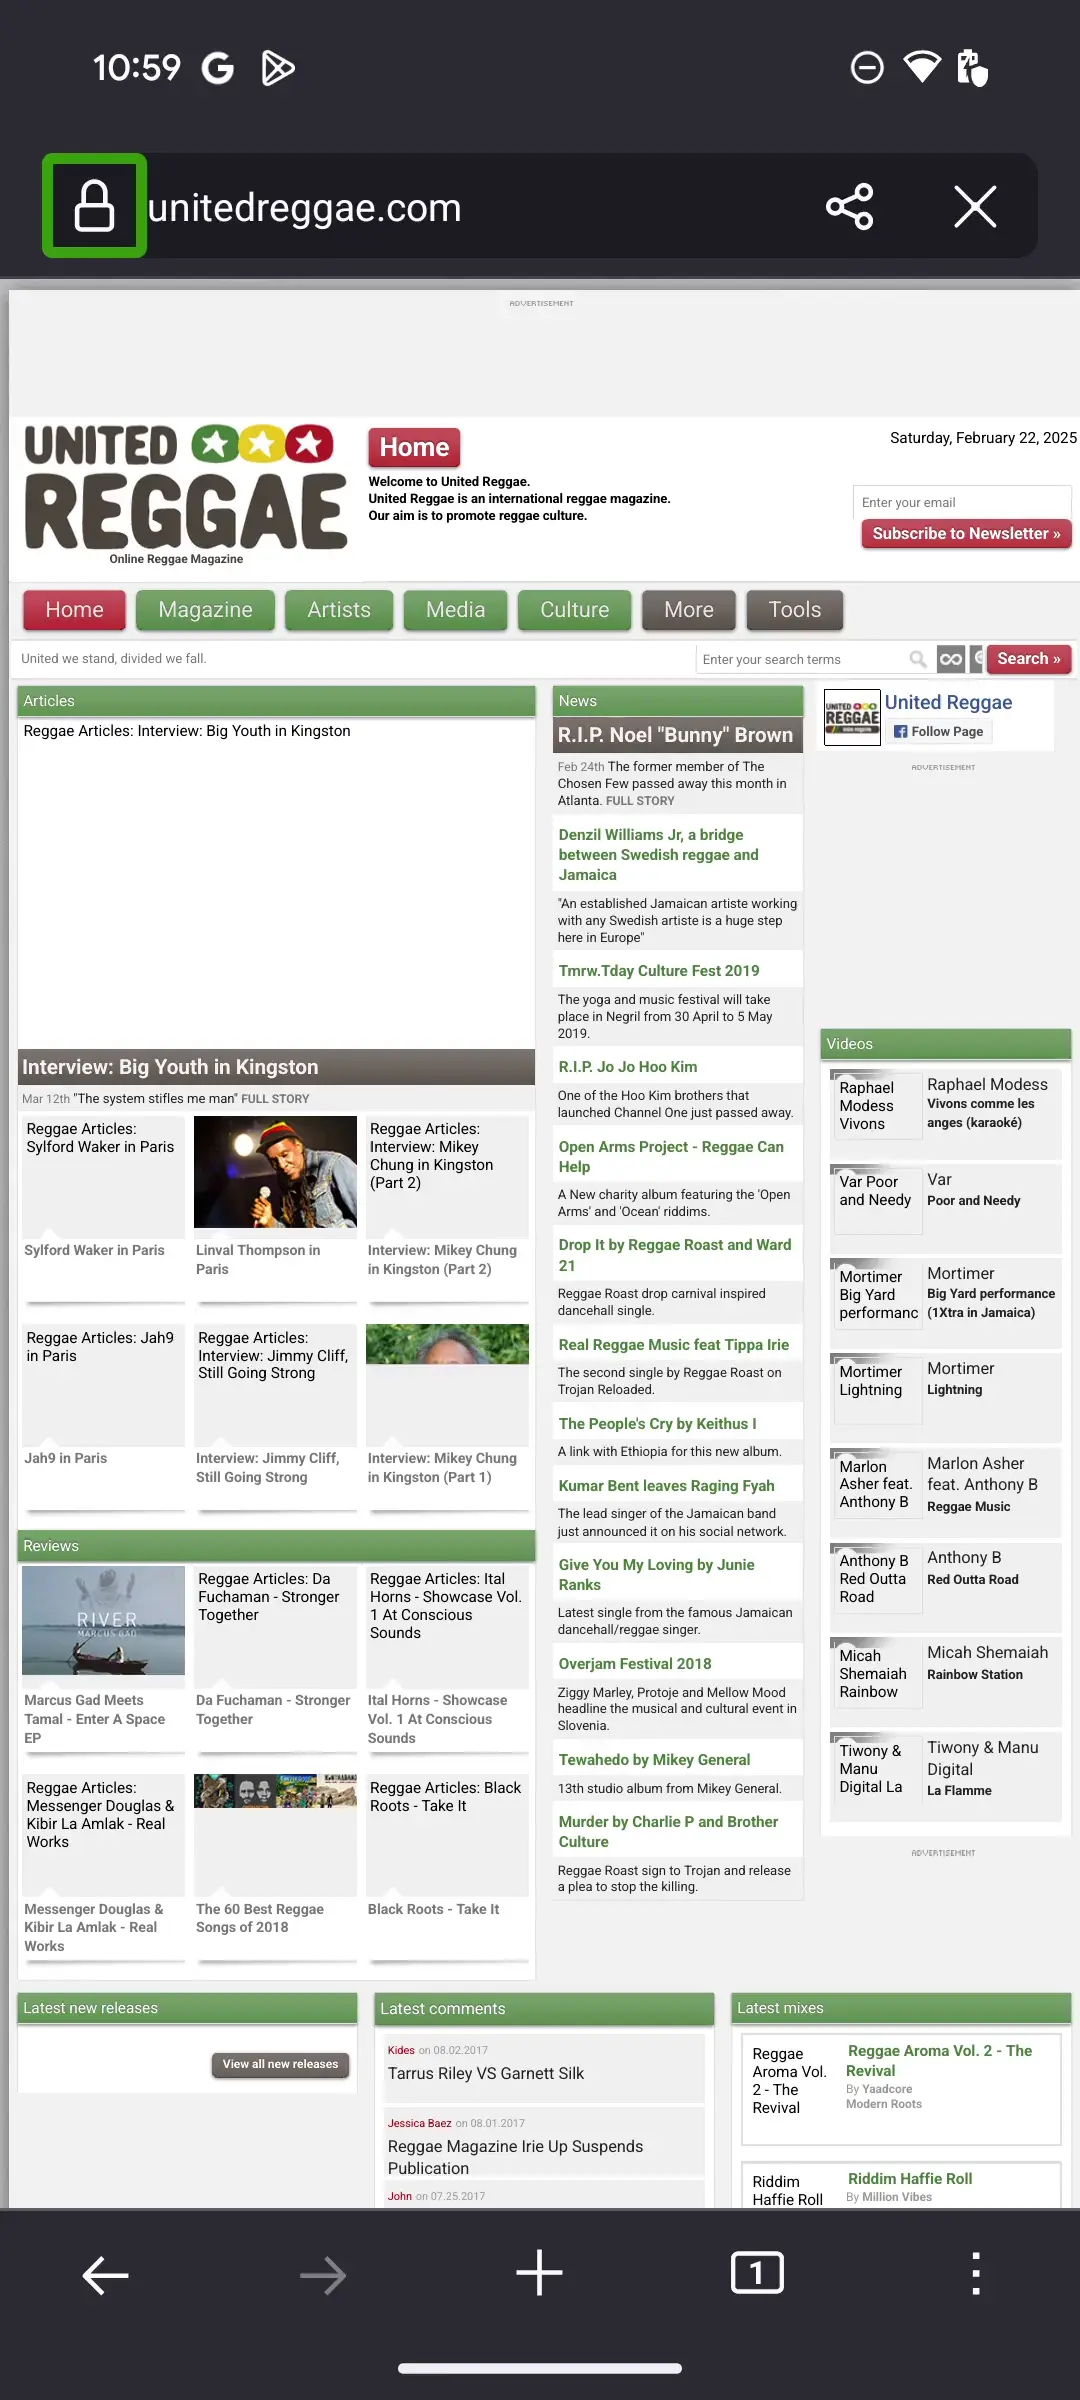 10:59
unitedreggae.com
ADVERTISEMENT
UNITED
REGGAE
Online Reggae Magazine
Home
Welcome to United Reggae.
United Reggae is an international reggae magazine.
Our aim is to promote reggae culture.
Saturday, February 22, 2025
Enter your email
Subscribe to Newsletter »
Home
Magazine
Artists
Media
Culture
More
Tools
United we stand, divided we fall.
Enter your search terms
Search »
Articles
Reggae Articles: Interview: Big Youth in Kingston
Interview: Big Youth in Kingston
Mar 12th "The system stifles me man" FULL STORY
Reggae Articles:
Sylford Waker in Paris
Reggae Articles:
Interview: Mikey
Chung in Kingston
(Part 2)
Sylford Waker in Paris
Linval Thompson in
Paris
Interview: Mikey Chung
in Kingston (Part 2)
Reggae Articles: Jah9
in Paris
Reggae Articles:
Interview: Jimmy Cliff,
Still Going Strong
Jah9 in Paris
Interview: Jimmy Cliff,
Still Going Strong
Interview: Mikey Chung
in Kingston (Part 1)
Reviews
RIVER
MARCUS GAD
Reggae Articles: Da
Fuchaman - Stronger
Together
Reggae Articles: Ital
Horns - Showcase Vol.
1 At Conscious
Sounds
Marcus Gad Meets
Tamal - Enter A Space
EP
Da Fuchaman - Stronger
Together
Ital Horns - Showcase
Vol. 1 At Conscious
Sounds
Reggae Articles:
Messenger Douglas &
Kibir La Amlak - Real
Works
Reggae Articles: Black
Roots - Take It
Messenger Douglas &
Kibir La Amlak - Real
Works
The 60 Best Reggae
Songs of 2018
Black Roots - Take It
News
R.I.P. Noel "Bunny" Brown
Feb 24th The former member of The
Chosen Few passed away this month in
Atlanta. FULL STORY
Denzil Williams Jr, a bridge
between Swedish reggae and
Jamaica
"An established Jamaican artiste working
with any Swedish artiste is a huge step
here in Europe"
Tmrw.Tday Culture Fest 2019
The yoga and music festival will take
place in Negril from 30 April to 5 May
2019.
R.I.P. Jo Jo Hoo Kim
One of the Hoo Kim brothers that
launched Channel One just passed away.
Open Arms Project - Reggae Can
Help
A New charity album featuring the 'Open
Arms' and 'Ocean' riddims.
Drop It by Reggae Roast and Ward
21
Reggae Roast drop carnival inspired
dancehall single.
Real Reggae Music feat Tippa Irie
The second single by Reggae Roast on
Trojan Reloaded.
The People's Cry by Keithus I
A link with Ethiopia for this new album.
Kumar Bent leaves Raging Fyah
The lead singer of the Jamaican band
just announced it on his social network.
Give You My Loving by Junie
Ranks
Latest single from the famous Jamaican
dancehall/reggae singer.
Overjam Festival 2018
Ziggy Marley, Protoje and Mellow Mood
headline the musical and cultural event in
Slovenia.
Tewahedo by Mikey General
13th studio album from Mikey General.
Murder by Charlie P and Brother
Culture
Reggae Roast sign to Trojan and release
a plea to stop the killing.
UNITED
REGGAE
United Reggae
Follow Page
ADVERTISEMENT
Videos
Raphael
Modess
Vivons
Raphael Modess
Vivons comme les
anges (karaoké)
Var Poor
and Needy
Var
Poor and Needy
Mortimer
Big Yard
performanc
Mortimer
Big Yard performance
(1Xtra in Jamaica)
Mortimer
Lightning
Mortimer
Lightning
Marlon
Asher feat.
Anthony B
Marlon Asher
feat. Anthony B
Reggae Music
Anthony B
Red Outta
Road
Anthony B
Red Outta Road
Micah
Shemaiah
Rainbow
Micah Shemaiah
Rainbow Station
Tiwony &
Manu
Digital La
Tiwony & Manu
Digital
La Flamme
ADVERTISEMENT
Latest new releases
View all new releases
Latest comments
Kides on 08.02.2017
Tarrus Riley VS Garnett Silk
Jessica Baez on 08.01.2017
Reggae Magazine Irie Up Suspends
Publication
John on 07.25.2017
Latest mixes
Reggae
Aroma Vol.
2 - The
Revival
Reggae Aroma Vol. 2 - The
Revival
By Yaadcore
Modern Roots
Riddim
Haffie Roll
Riddim Haffie Roll
By Million Vibes
1